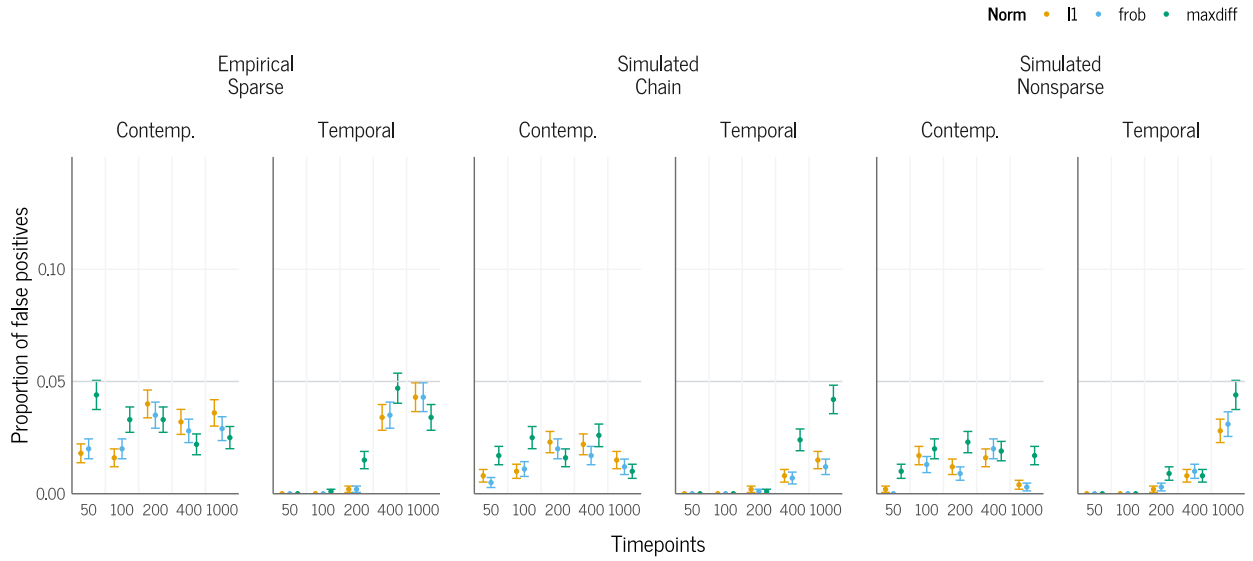 Norm l1 frob maxdiff
Empirical
Sparse
Simulated
Chain
Simulated
Nonsparse
Contemp. Temporal Contemp. Temporal Contemp. Temporal
Proportion of false positives
0.10
0.05
0.00
50 100 200 400 1000 50 100 200 400 1000 50 100 200 400 1000 50 100 200 400 1000 50 100 200 400 1000 50 100 200 400 1000
Timepoints